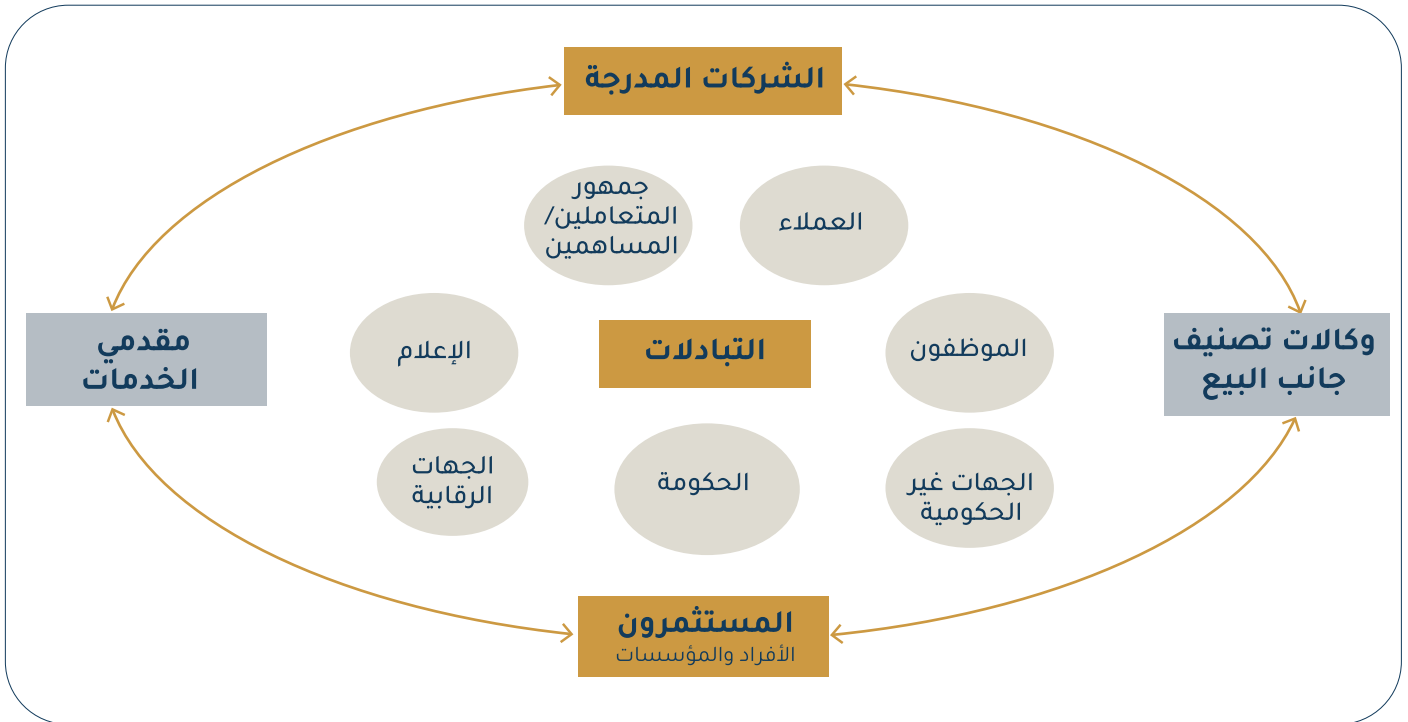 الشركات المدرجة
العملاء
جمهور
المتعاملين/
المساهمين
وكالات تصنيف
جانب البيع
الموظفون
التبادلات
الإعلام
مقدمي
الخدمات
الجهات غير
الحكومية
الحكومة
الجهات
الرقابية
المستثمرون
الأفراد والمؤسسات